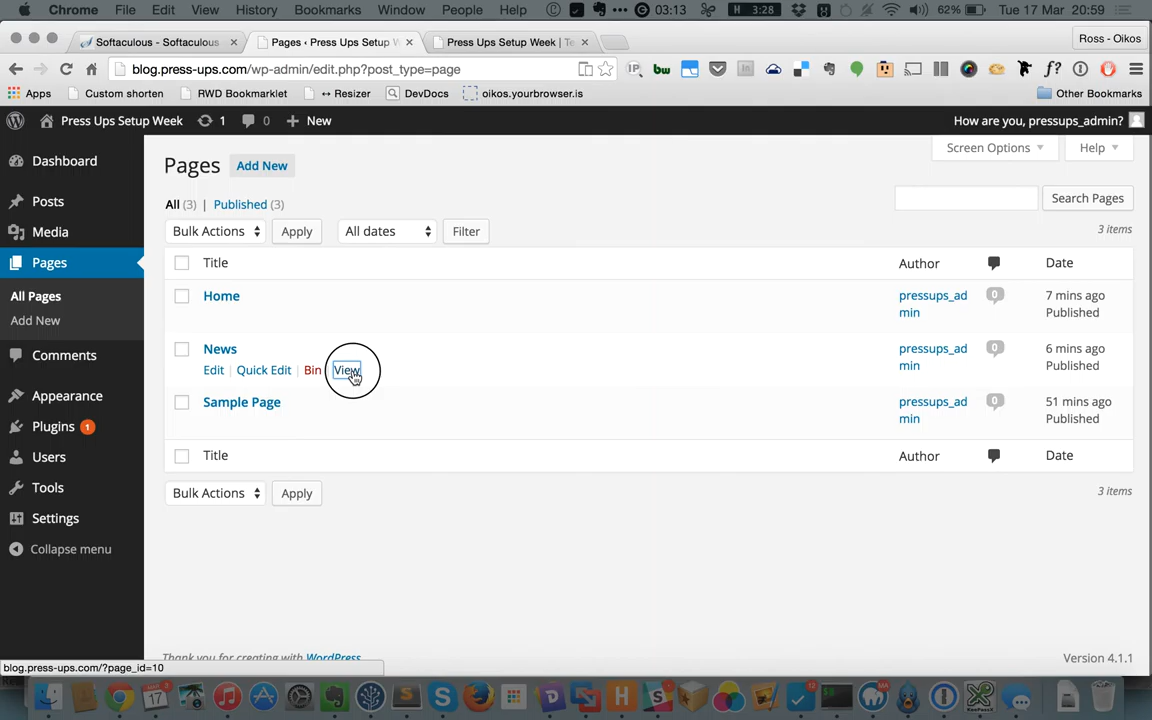 Chrome File Edit View History Bookmarks Window People Help 03:13 H 3:28 62% Tue 17 Mar 20:59
Softaculous - Softaculous Pages ‹ Press Ups Setup W Press Ups Setup Week | Te Ross - Oikos
blog.press-ups.com/wp-admin/edit.php?post_type=page
Apps Custom shorten RWD Bookmarklet ↔ Resizer DevDocs oikos.yourbrowser.is Other Bookmarks
Press Ups Setup Week 1 0 + New How are you, pressups_admin?
Dashboard
Posts
Media
Pages
All Pages
Add New
Comments
Appearance
Plugins 1
Users
Tools
Settings
Collapse menu
Screen Options Help
Pages Add New
All (3) | Published (3)
Search Pages
Bulk Actions Apply All dates Filter 3 items
Title Author Date
Home pressups_ad 0 7 mins ago
min Published
News pressups_ad 0 6 mins ago
Edit | Quick Edit | Bin | View min Published
Sample Page pressups_ad 0 51 mins ago
min Published
Title Author Date
Bulk Actions Apply 3 items
Thank you for creating with WordPress
Version 4.1.1
blog.press-ups.com/?page_id=10